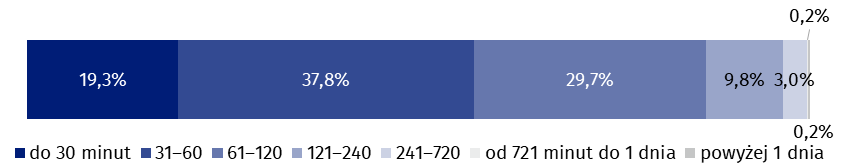 0,2%
19,3% 37,8% 29,7% 9,8% 3,0%
0,2%
do 30 minut 31–60 61–120 121–240 241–720 od 721 minut do 1 dnia powyżej 1 dnia